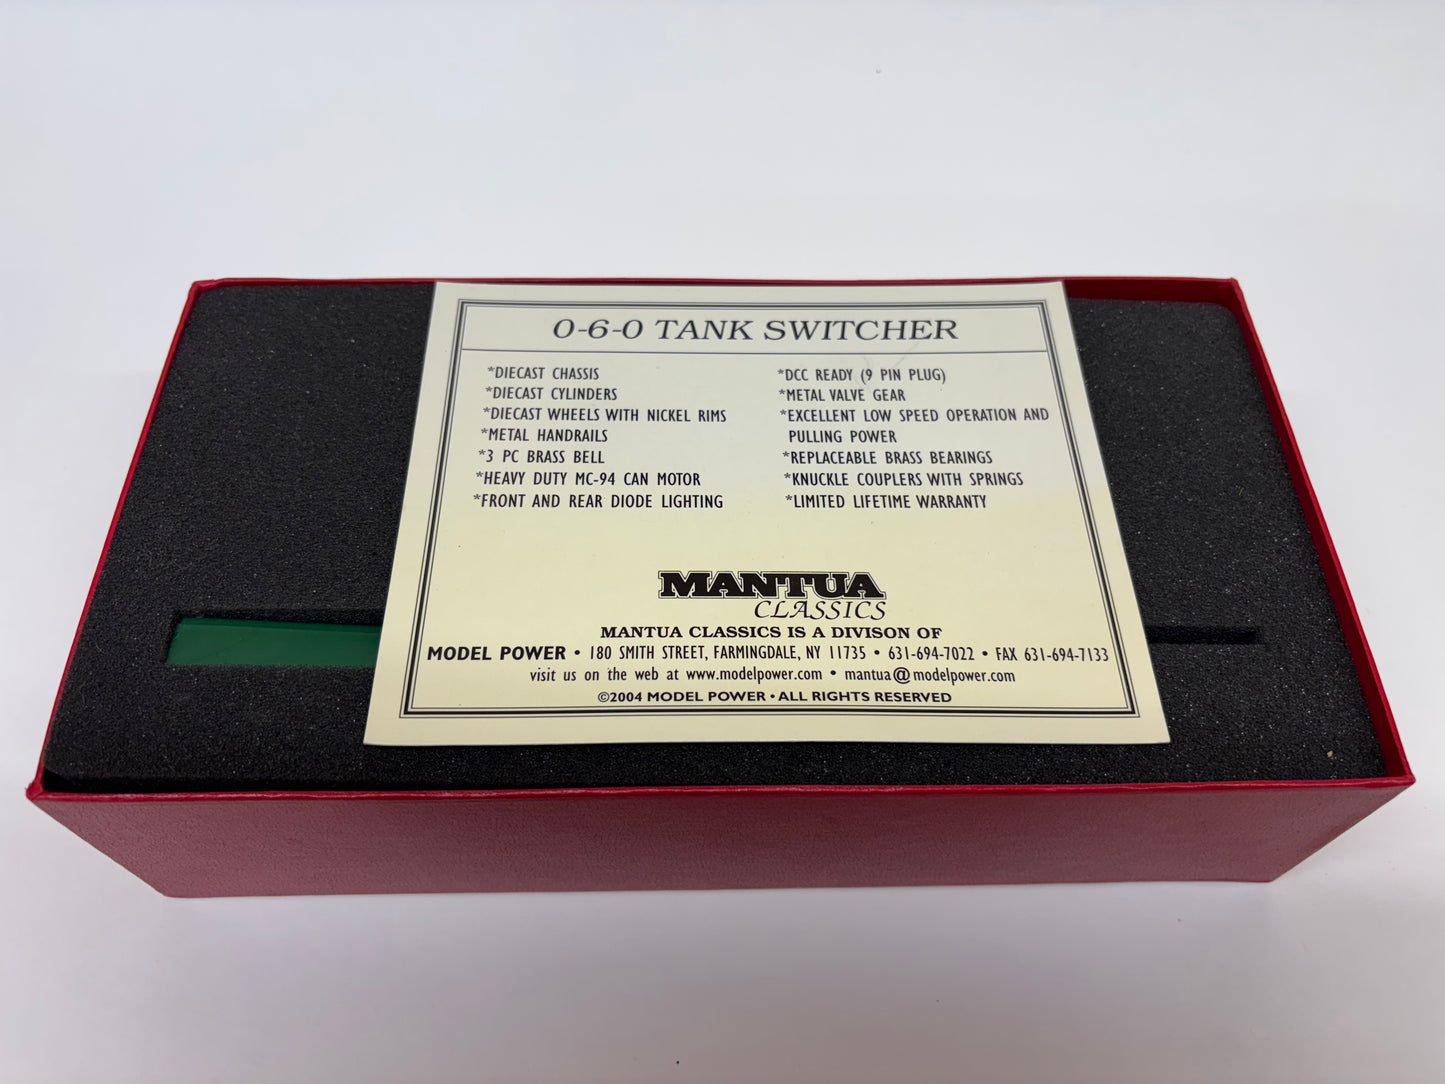 0-6-0 TANK SWITCHER
*DIECAST CHASSIS
*DIECAST CYLINDERS
*DIECAST WHEELS WITH NICKEL RIMS
*METAL HANDRAILS
*3 PC BRASS BELL
*HEAVY DUTY MC-94 CAN MOTOR
*FRONT AND REAR DIODE LIGHTING
*DCC READY (9 PIN PLUG)
*METAL VALVE GEAR
*EXCELLENT LOW SPEED OPERATION AND
PULLING POWER
*REPLACEABLE BRASS BEARINGS
*KNUCKLE COUPLERS WITH SPRINGS
*LIMITED LIFETIME WARRANTY
MANTUA
CLASSICS
MANTUA CLASSICS IS A DIVISON OF
MODEL POWER • 180 SMITH STREET, FARMINGDALE, NY 11735 • 631-694-7022 • FAX 631-694-7133
visit us on the web at www.modelpower.com • mantua@modelpower.com
©2004 MODEL POWER • ALL RIGHTS RESERVED